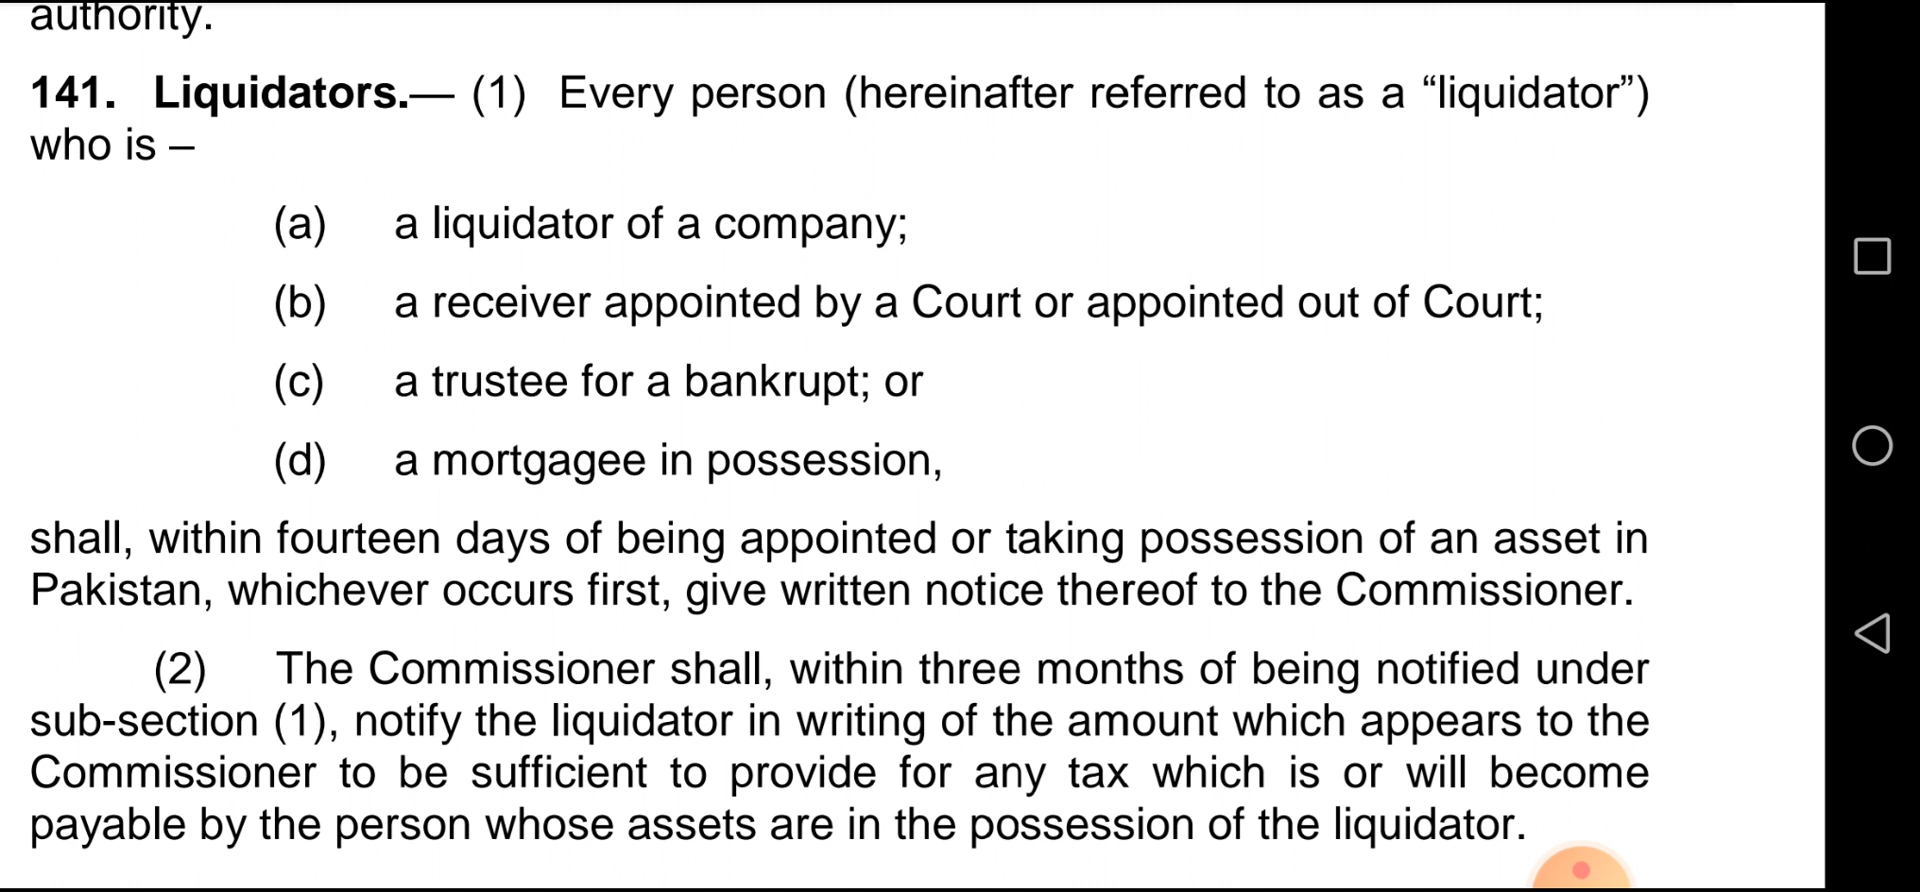 authority.
141. Liquidators.— (1) Every person (hereinafter referred to as a “liquidator”)
who is –
(a) a liquidator of a company;
(b) a receiver appointed by a Court or appointed out of Court;
(c) a trustee for a bankrupt; or
(d) a mortgagee in possession,
shall, within fourteen days of being appointed or taking possession of an asset in
Pakistan, whichever occurs first, give written notice thereof to the Commissioner.
(2) The Commissioner shall, within three months of being notified under
sub-section (1), notify the liquidator in writing of the amount which appears to the
Commissioner to be sufficient to provide for any tax which is or will become
payable by the person whose assets are in the possession of the liquidator.